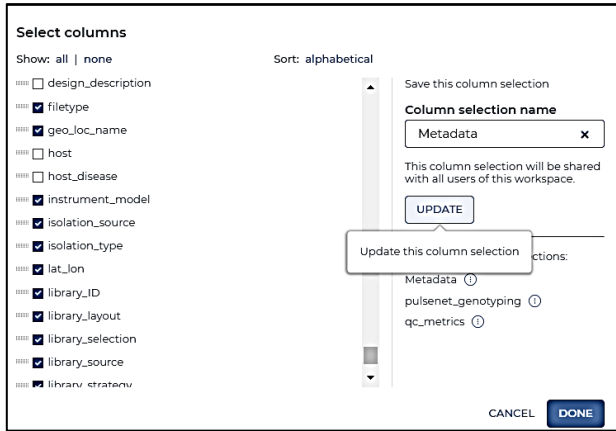 Select columns
Show: all | none
Sort: alphabetical
design_description
filetype
geo_loc_name
host
host_disease
instrument_model
isolation_source
isolation_type
lat_lon
library_ID
library_layout
library_selection
library_source
library_strategy
Save this column selection
Column selection name
Metadata
This column selection will be shared
with all users of this workspace.
UPDATE
Update this column selection
ctions:
Metadata
pulsenet_genotyping
qc_metrics
CANCEL
DONE